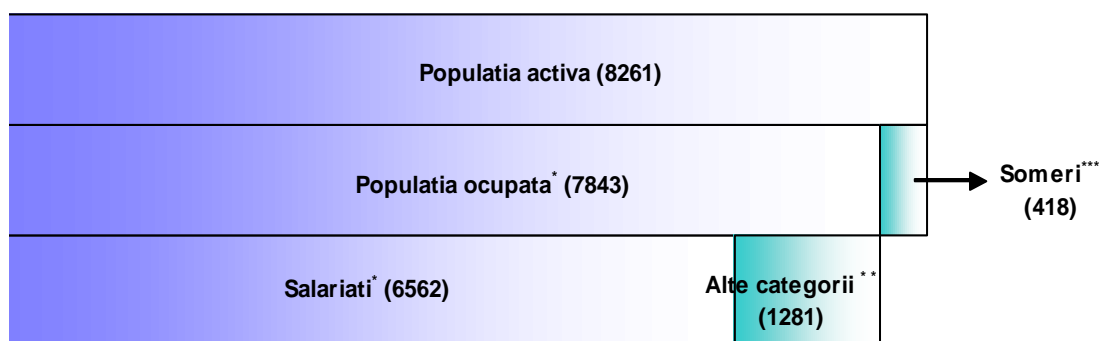 Populatia activa (8261)
Populatia ocupata* (7843)
Someri***
(418)
Salariati* (6562)
Alte categorii **
(1281)